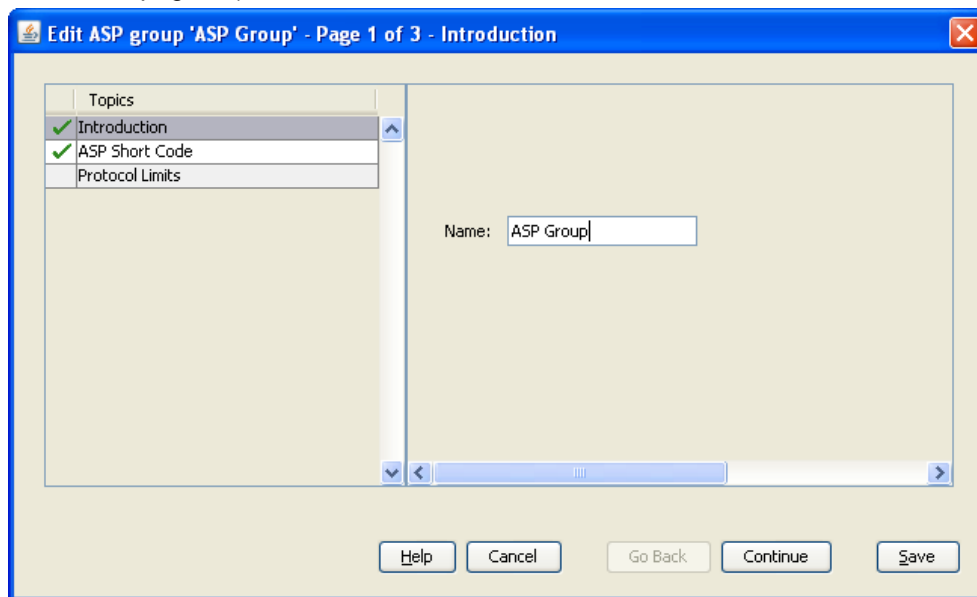 Edit ASP group 'ASP Group' - Page 1 of 3 - Introduction
Topics
Introduction
ASP Short Code
Protocol Limits
Name: ASP Group
Help Cancel Go Back Continue Save